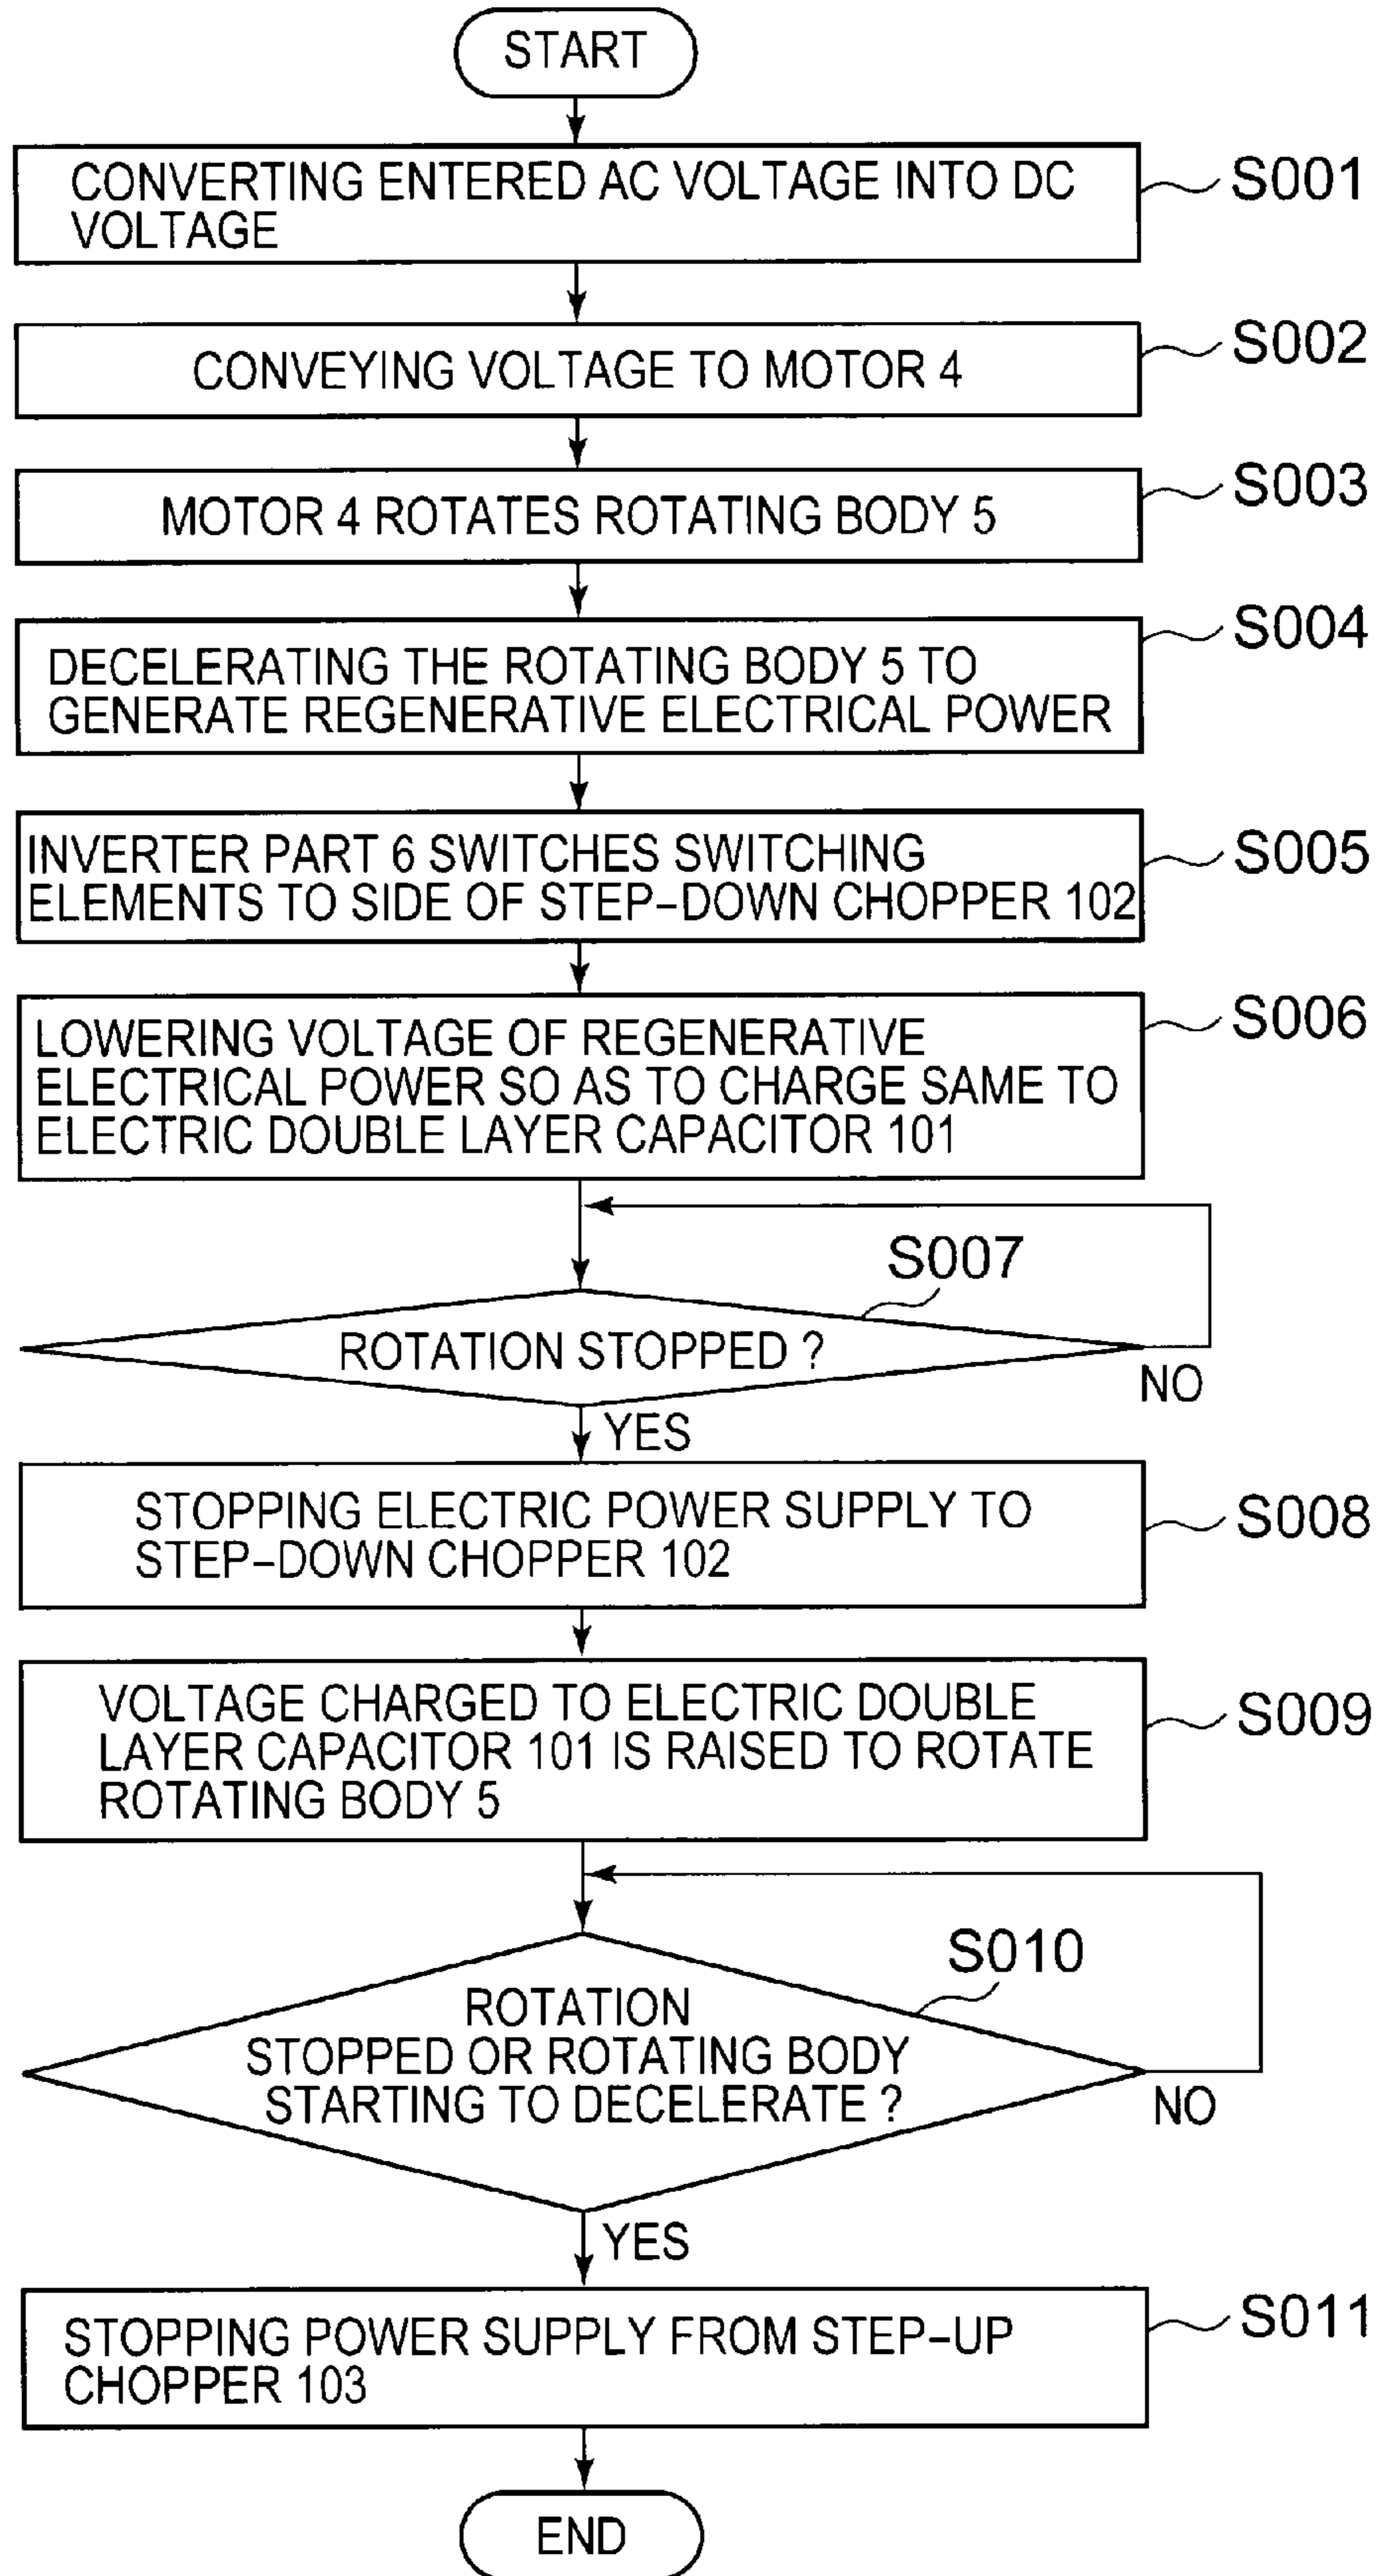 START
CONVERTING ENTERED AC VOLTAGE INTO DC
VOLTAGE
S001
CONVEYING VOLTAGE TO MOTOR 4
S002
MOTOR 4 ROTATES ROTATING BODY 5
S003
DECELERATING THE ROTATING BODY 5 TO
GENERATE REGENERATIVE ELECTRICAL POWER
S004
INVERTER PART 6 SWITCHES SWITCHING
ELEMENTS TO SIDE OF STEP-DOWN CHOPPER 102
S005
LOWERING VOLTAGE OF REGENERATIVE
ELECTRICAL POWER SO AS TO CHARGE SAME TO
ELECTRIC DOUBLE LAYER CAPACITOR 101
S006
S007
ROTATION STOPPED ?
NO
YES
STOPPING ELECTRIC POWER SUPPLY TO
STEP-DOWN CHOPPER 102
S008
VOLTAGE CHARGED TO ELECTRIC DOUBLE
LAYER CAPACITOR 101 IS RAISED TO ROTATE
ROTATING BODY 5
S009
S010
ROTATION
STOPPED OR ROTATING BODY
STARTING TO DECELERATE ?
NO
YES
STOPPING POWER SUPPLY FROM STEP-UP
CHOPPER 103
S011
END